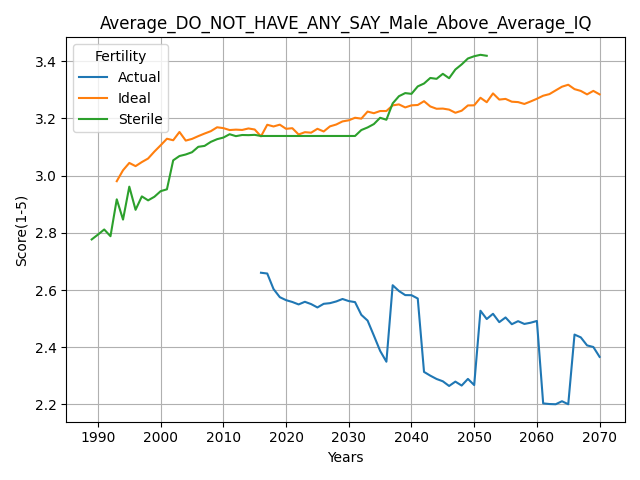 Average_DO_NOT_HAVE_ANY_SAY_Male_Above_Average_IQ
Fertility
Actual
Ideal
Sterile
Score(1-5)
3.4
3.2
3.0
2.8
2.6
2.4
2.2
1990 2000 2010 2020 2030 2040 2050 2060 2070
Years